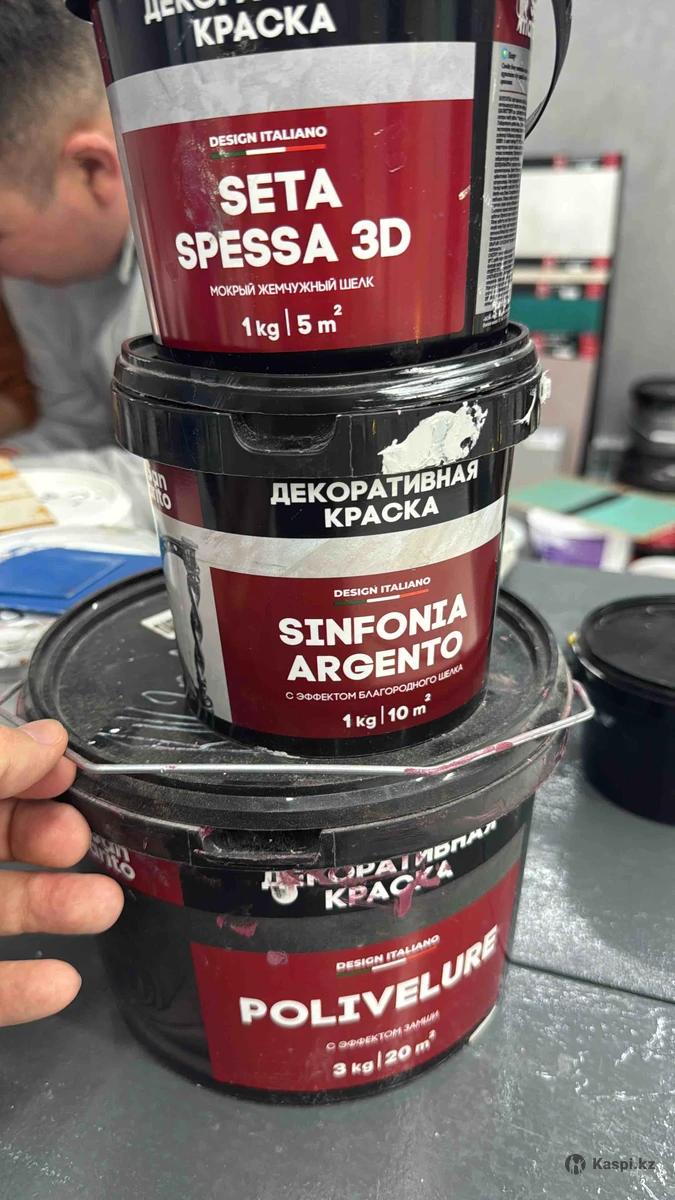 ДЕКОРАТИВНАЯ
КРАСКА
DESIGN ITALIANO
SETA
SPESSA 3D
МОКРЫЙ ЖЕМЧУЖНЫЙ ШЕЛК
1 kg | 5 m²
ДЕКОРАТИВНАЯ
КРАСКА
DESIGN ITALIANO
SINFONIA
ARGENTO
С ЭФФЕКТОМ БЛАГОРОДНОГО ШЕЛКА
1 kg | 10 m²
ДЕКОРАТИВНАЯ
КРАСКА
DESIGN ITALIANO
POLIVELURE
С ЭФФЕКТОМ ЗАМШИ
3 kg | 20 m²
Kaspi.kz